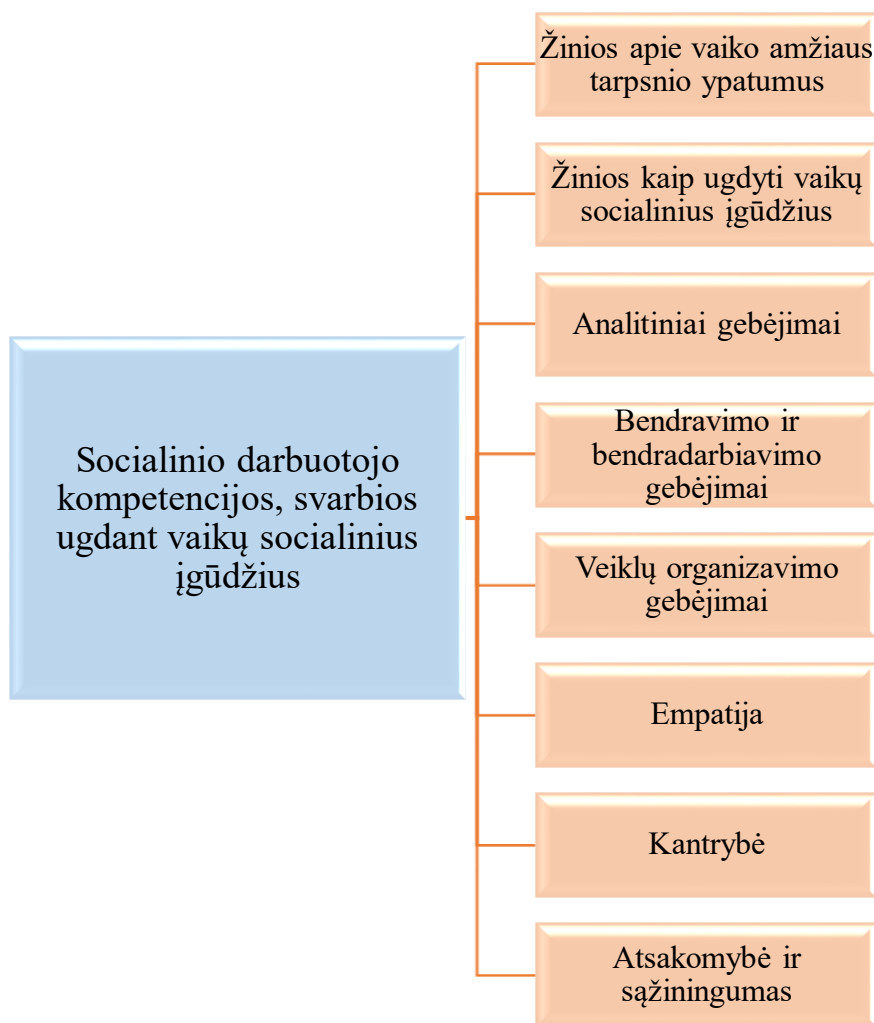 Žinios apie vaiko amžiaus
tarpsnio ypatumus
Žinios kaip ugdyti vaikų
socialinius įgūdžius
Analitiniai gebėjimai
Bendravimo ir
bendradarbiavimo
gebėjimai
Socialinio darbuotojo
kompetencijos, svarbios
ugdant vaikų socialinius
įgūdžius
Veiklų organizavimo
gebėjimai
Empatija
Kantrybė
Atsakomybė ir
sąžiningumas